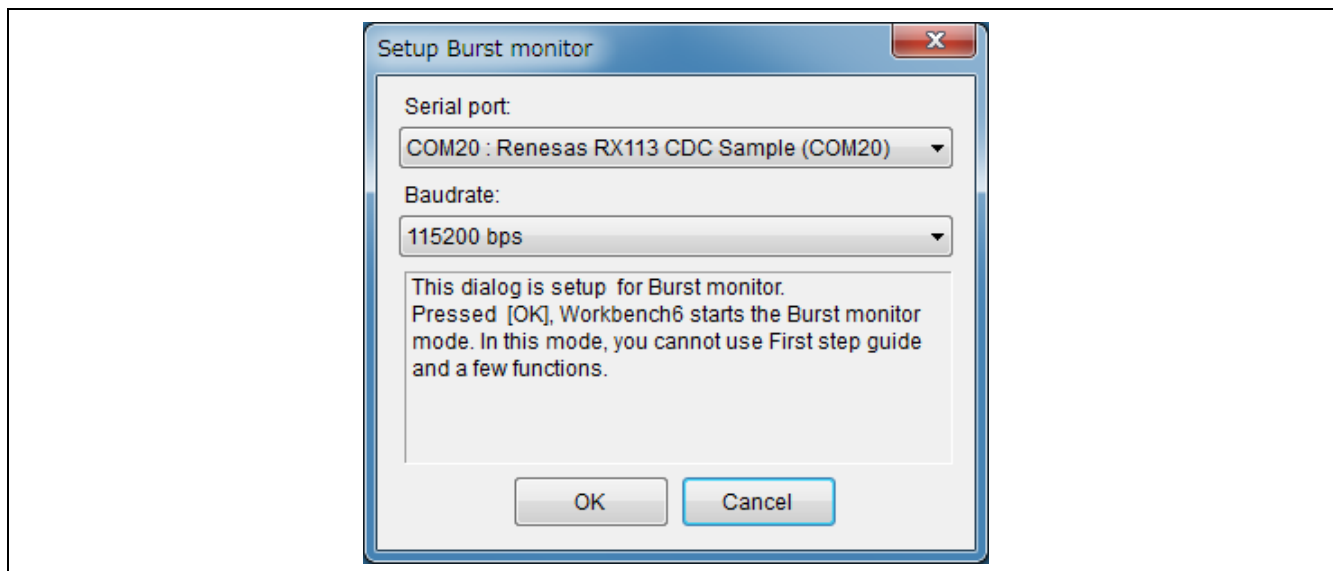 Setup Burst monitor
Serial port:
COM20 : Renesas RX113 CDC Sample (COM20)
Baudrate:
115200 bps
This dialog is setup  for Burst monitor.
Pressed  [OK], Workbench6 starts the Burst monitor
mode. In this mode, you cannot use First step guide
and a few functions.
OK
Cancel